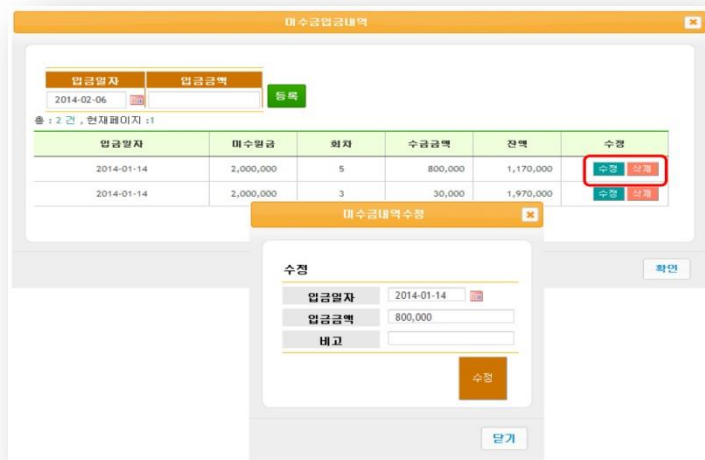 미수금입금내역
입금일자 입금금액
2014-02-06 등록
총 : 2 건 , 현재페이지 :1
입금일자 미수원금 회차 수금금액 잔액 수정
2014-01-14 2,000,000 5 800,000 1,170,000 수정 삭제
2014-01-14 2,000,000 3 30,000 1,970,000 수정 삭제
확인
미수금내역수정
수정
입금일자 2014-01-14
입금금액 800,000
비고
수정
닫기